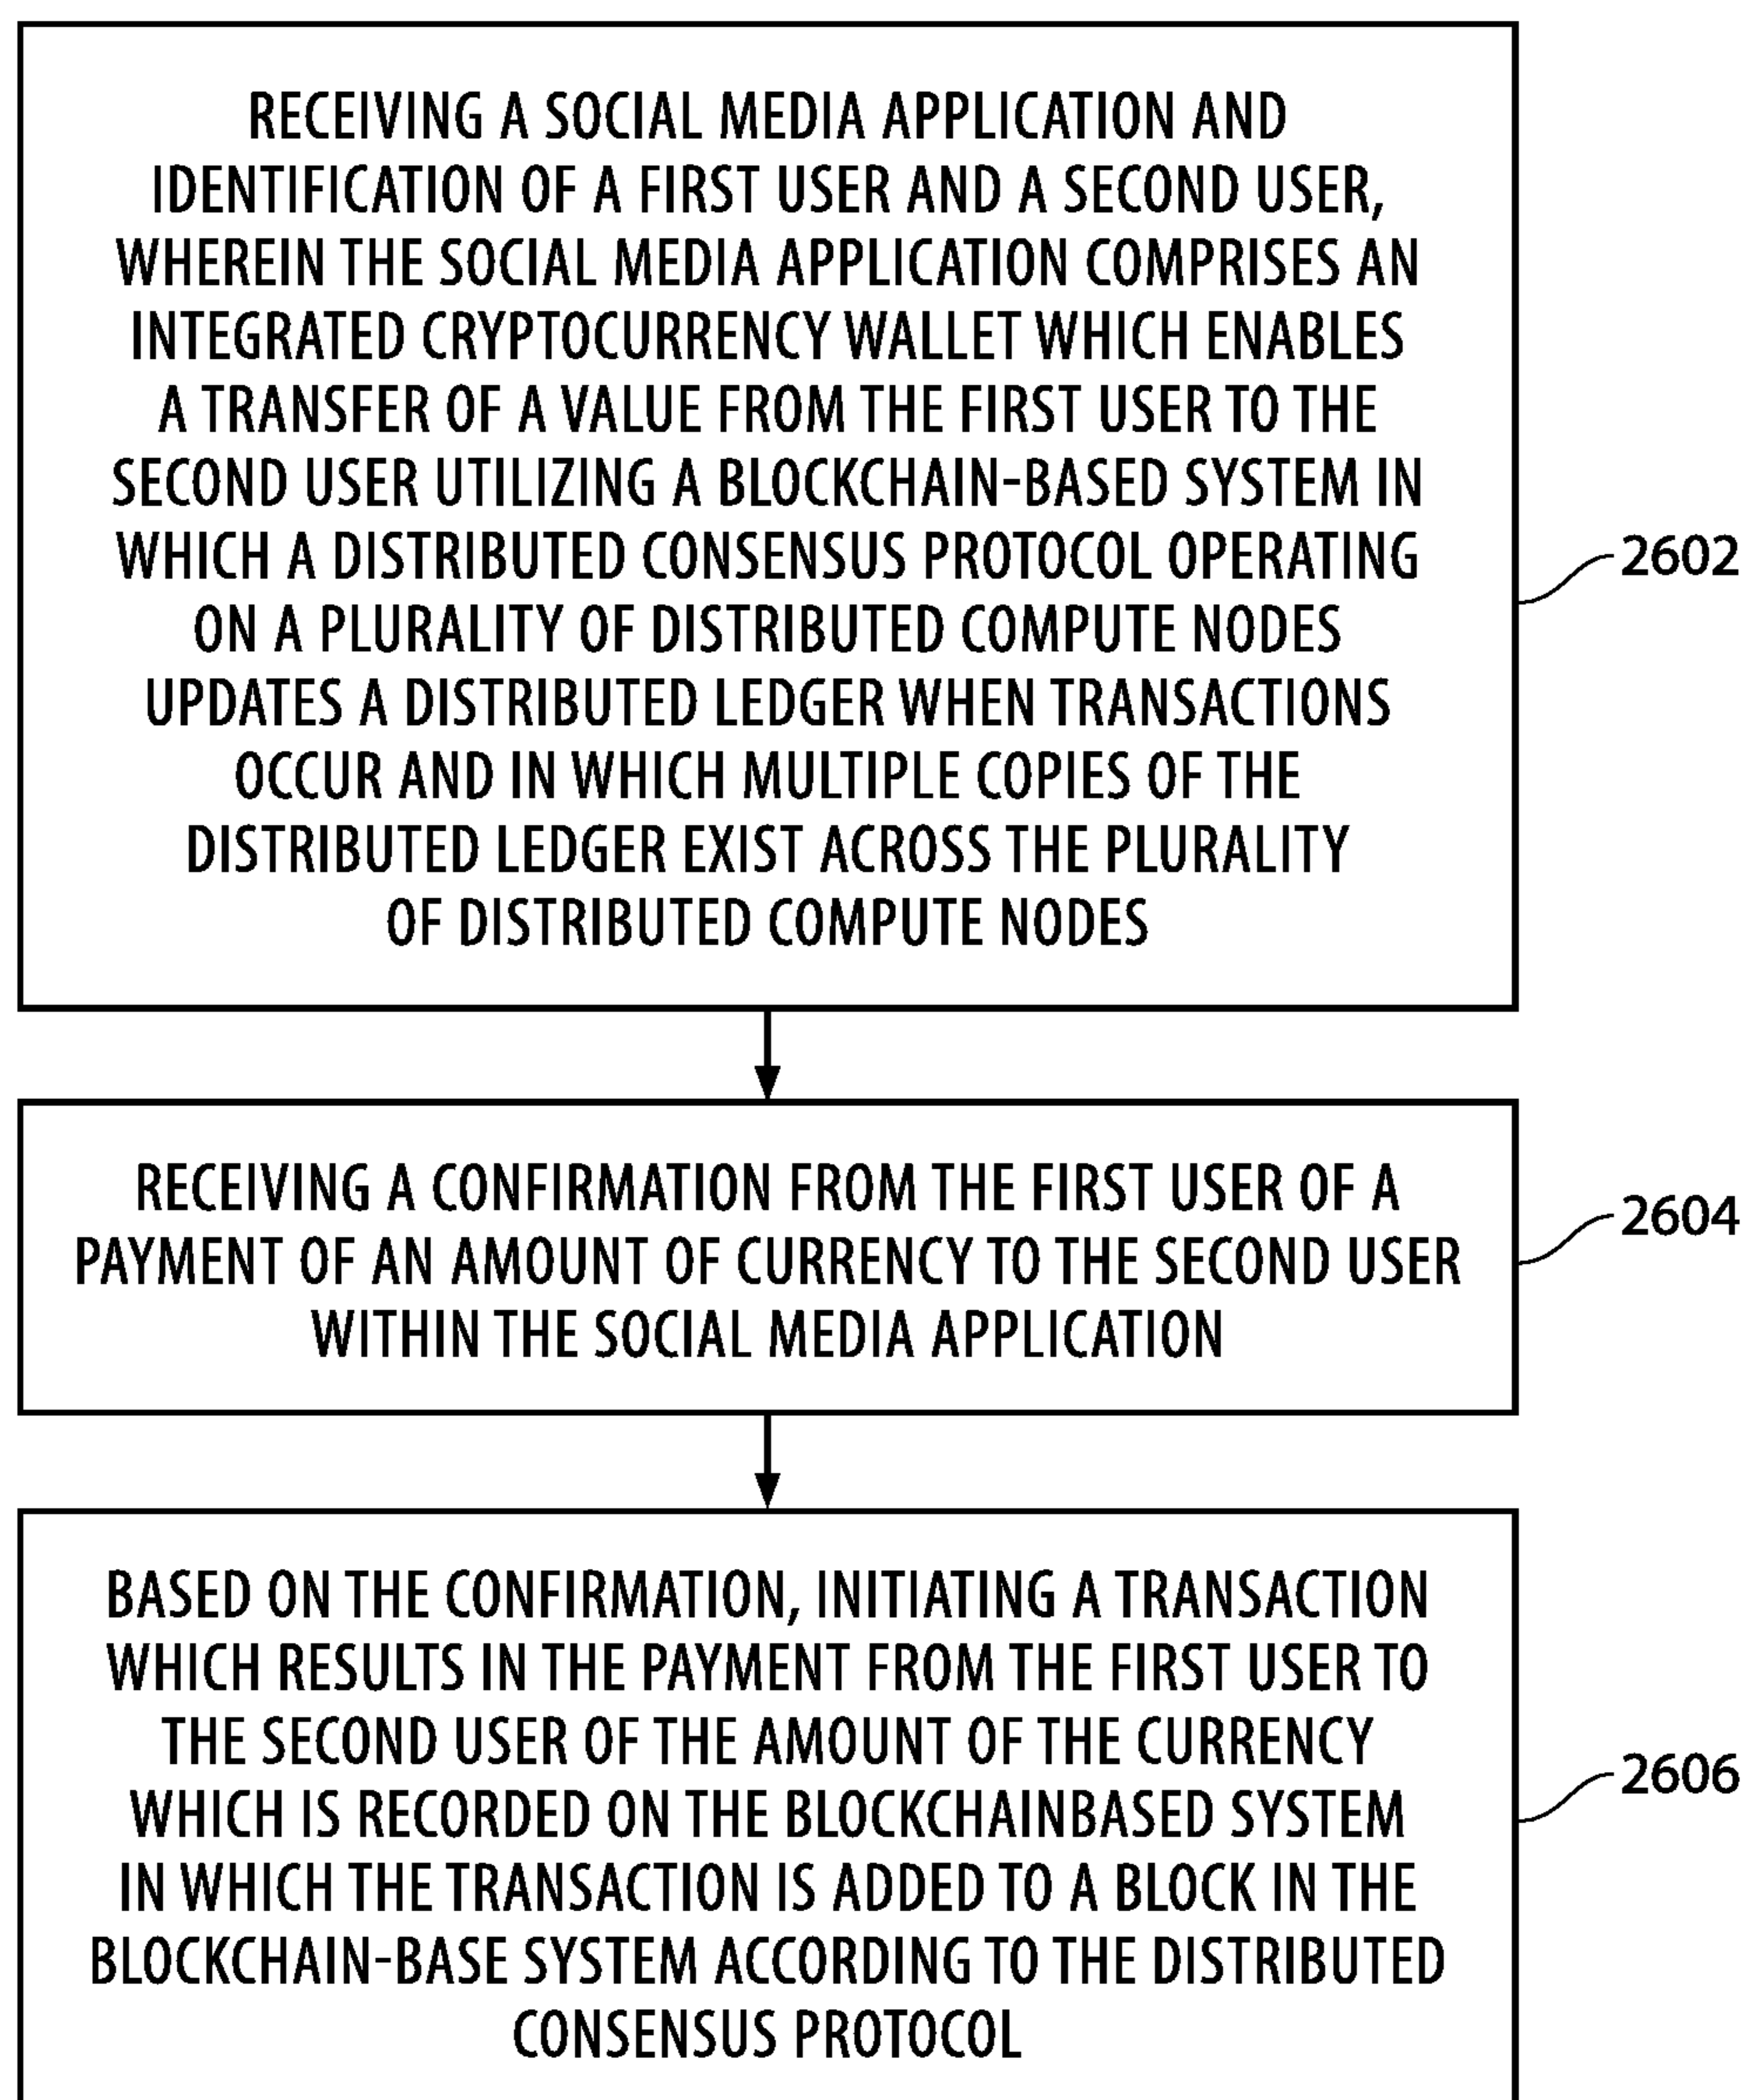 RECEIVING A SOCIAL MEDIA APPLICATION AND
IDENTIFICATION OF A FIRST USER AND A SECOND USER,
WHEREIN THE SOCIAL MEDIA APPLICATION COMPRISES AN
INTEGRATED CRYPTOCURRENCY WALLET WHICH ENABLES
A TRANSFER OF A VALUE FROM THE FIRST USER TO THE
SECOND USER UTILIZING A BLOCKCHAIN-BASED SYSTEM IN
WHICH A DISTRIBUTED CONSENSUS PROTOCOL OPERATING
ON A PLURALITY OF DISTRIBUTED COMPUTE NODES
UPDATES A DISTRIBUTED LEDGER WHEN TRANSACTIONS
OCCUR AND IN WHICH MULTIPLE COPIES OF THE
DISTRIBUTED LEDGER EXIST ACROSS THE PLURALITY
OF DISTRIBUTED COMPUTE NODES
2602
RECEIVING A CONFIRMATION FROM THE FIRST USER OF A
PAYMENT OF AN AMOUNT OF CURRENCY TO THE SECOND USER
WITHIN THE SOCIAL MEDIA APPLICATION
2604
BASED ON THE CONFIRMATION, INITIATING A TRANSACTION
WHICH RESULTS IN THE PAYMENT FROM THE FIRST USER TO
THE SECOND USER OF THE AMOUNT OF THE CURRENCY
WHICH IS RECORDED ON THE BLOCKCHAINBASED SYSTEM
IN WHICH THE TRANSACTION IS ADDED TO A BLOCK IN THE
BLOCKCHAIN-BASE SYSTEM ACCORDING TO THE DISTRIBUTED
CONSENSUS PROTOCOL
2606